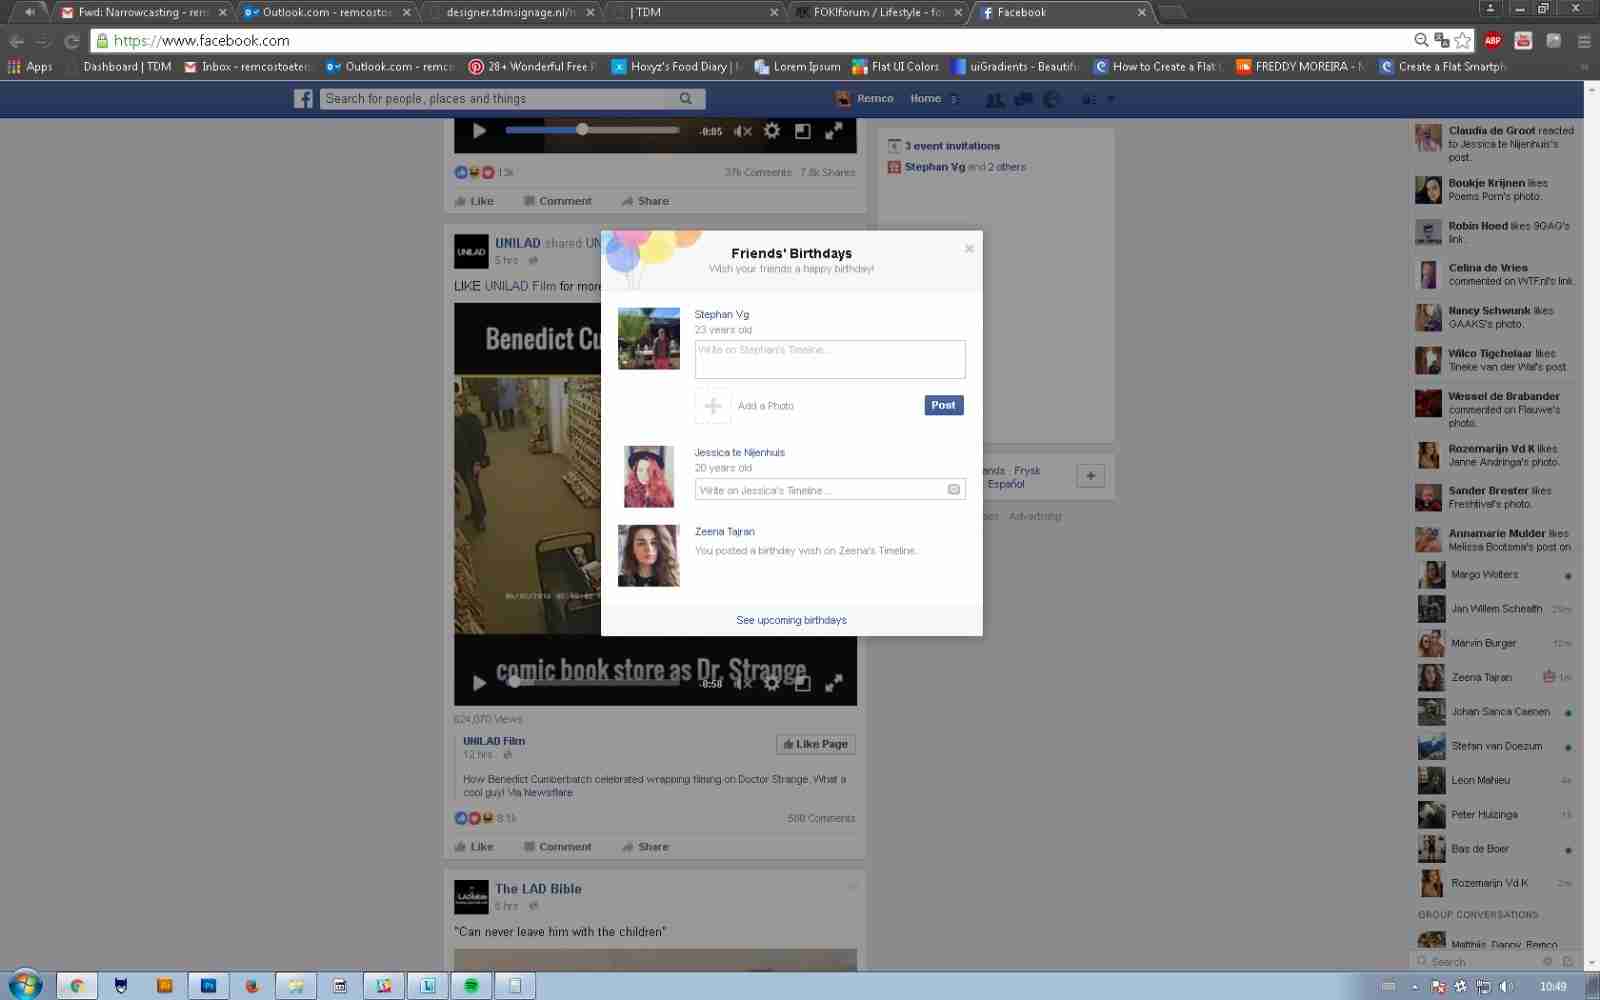 Fwd: Narrowcasting - rem
Outlook.com - remcostoe
designer.tdmsignage.nl/
| TDM
FOK!forum / Lifestyle - fo
Facebook
https://www.facebook.com
ABP
Apps
Dashboard | TDM
Inbox - remcostoeten
Outlook.com - remcs
28+ Wonderful Free P
Hoxyz's Food Diary |
Lorem Ipsum
Flat UI Colors
uiGradients - Beautifu
How to Create a Flat
FREDDY MOREIRA -
Create a Flat Smartph
Search for people, places and things
Remco
Home
-0:05
13k
37k Comments
7.8k Shares
Like
Comment
Share
3 event invitations
Stephan Vg and 2 others
UNILAD
UNILAD shared UN
5 hrs
LIKE UNILAD Film for more
Benedict Cu
comic book store as Dr. Strange
-0:58
624,070 Views
UNILAD Film
12 hrs
Like Page
How Benedict Cumberbatch celebrated wrapping filming on Doctor Strange. What a
cool guy! Via Newsflare
8.1k
500 Comments
Like
Comment
Share
The LAD Bible
6 hrs
"Can never leave him with the children"
Friends' Birthdays
Wish your friends a happy birthday!
Stephan Vg
23 years old
Write on Stephan's Timeline...
Add a Photo
Post
Jessica te Nijenhuis
20 years old
Write on Jessica's Timeline...
Zeena Tajran
You posted a birthday wish on Zeena's Timeline.
See upcoming birthdays
ands · Frysk
Español
Advertising
Claudia de Groot reacted
to Jessica te Nijenhuis's
post.
Boukje Krijnen likes
Poems Porn's photo.
Robin Hoed likes 9GAG's
link.
Celina de Vries
commented on WTF.nl's link.
Nancy Schwunk likes
GAAKS's photo.
Wilco Tigchelaar likes
Tineke van der Wal's post.
Wessel de Brabander
commented on Flauwe's
photo.
Rozemarijn Vd K likes
Janne Andringa's photo.
Sander Brester likes
Freshtival's photo.
Annemarie Mulder likes
Melissa Bootsma's post on
Margo Wolters
Jan Willem Scheath
Marvin Burger 12m
Zeena Tajran 1m
Johan Sanca Caenen
Stefan van Doezum
Leon Mahieu
Peter Huizinga
Bas de Boer
Rozemarijn Vd K 2m
GROUP CONVERSATIONS
Matthijs, Danny, Remco
Search
10:49